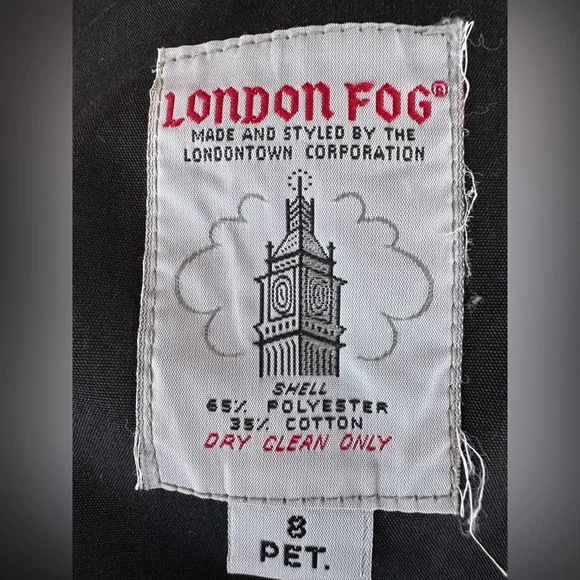 LONDON FOG®
MADE AND STYLED BY THE
LONDONTOWN CORPORATION
SHELL
65% POLYESTER
35% COTTON
DRY CLEAN ONLY
8
PET.